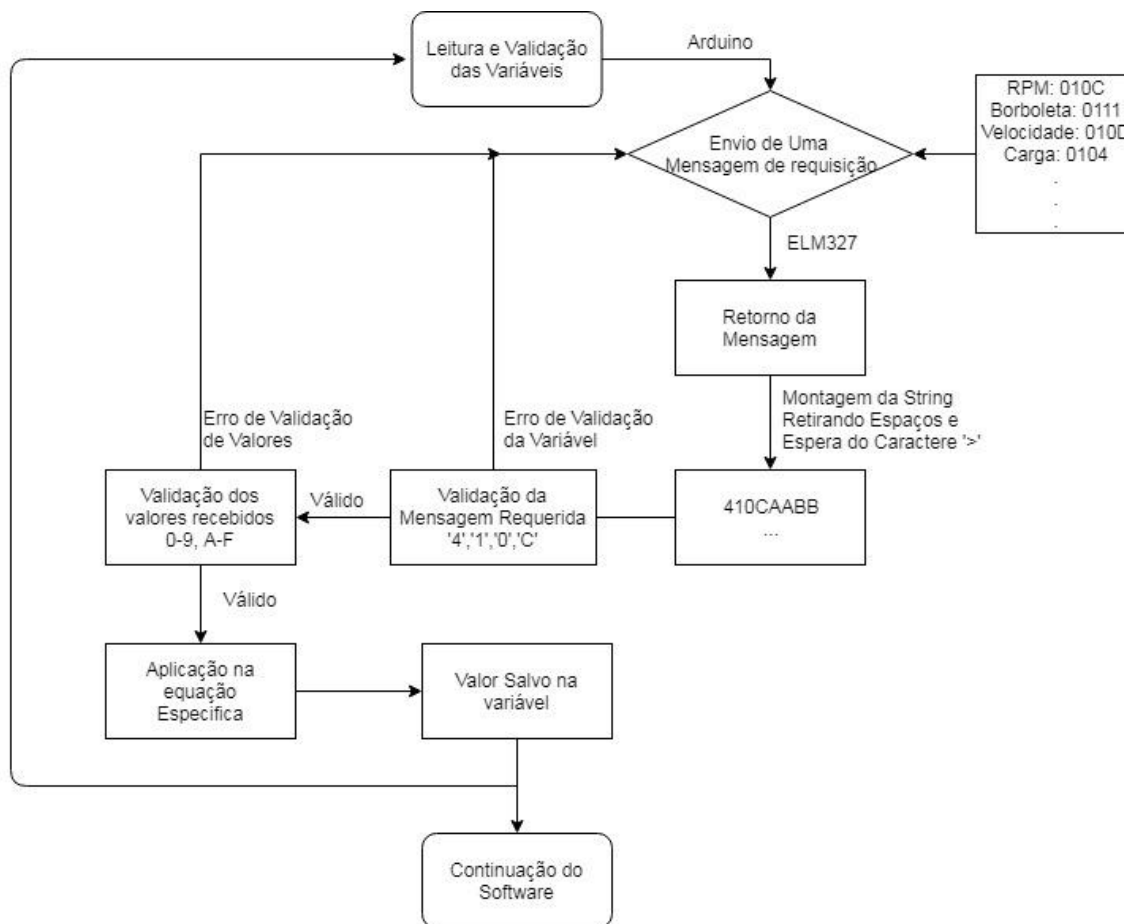 Leitura e Validação
das Variáveis
Arduino
RPM: 010C
Borboleta: 0111
Velocidade: 010D
Carga: 0104
.
.
.
Envio de Uma
Mensagem de requisição
ELM327
Retorno da
Mensagem
Montagem da String
Retirando Espaços e
Espera do Caractere '>'
Erro de Validação
de Valores
Erro de Validação
da Variável
410CAABB
...
Validação da
Mensagem Requerida
'4','1','0','C'
Válido
Validação dos
valores recebidos
0-9, A-F
Válido
Aplicação na
equação
Especifica
Valor Salvo na
variável
Continuação do
Software